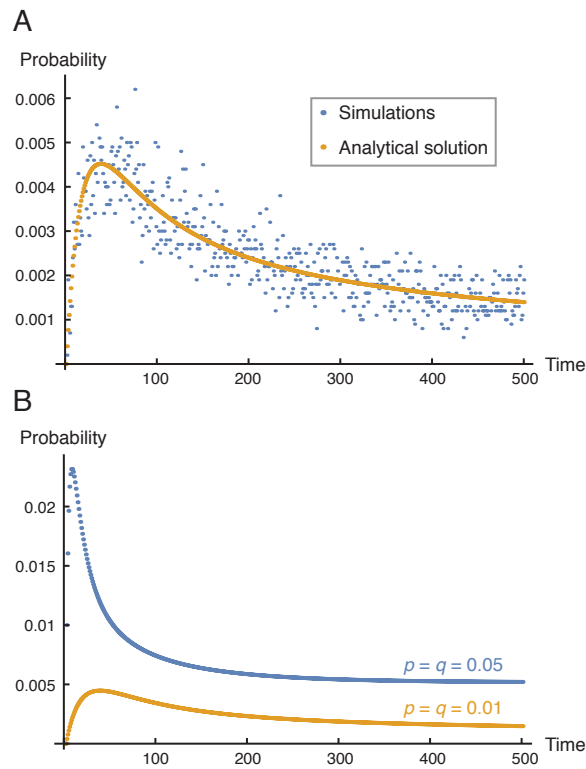 A
Probability
0.006
0.005
0.004
0.003
0.002
0.001
Simulations
Analytical solution
100
200
300
400
500
Time
B
Probability
0.02
0.015
0.01
0.005
p = q = 0.05
p = q = 0.01
100
200
300
400
500
Time